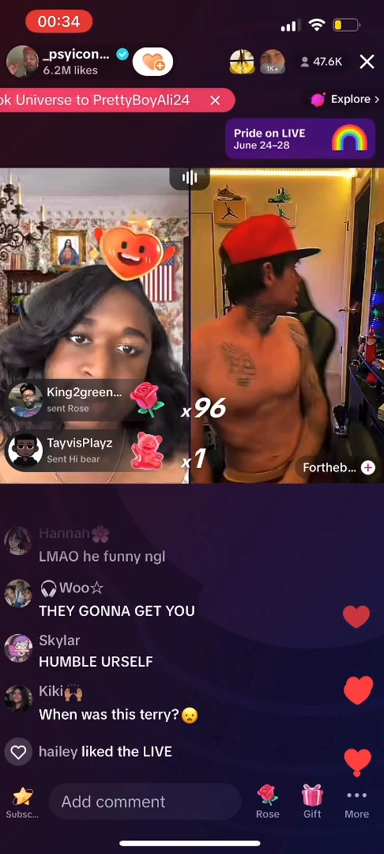 00:34
_psyicon...
6.2M likes
1K+
47.6K
ok Universe to PrettyBoyAli24
Explore
Pride on LIVE
June 24–28
King2green...
sent Rose
x96
TayvisPlayz
Sent Hi bear
x1
Fortheb...
Hannah🌸
LMAO he funny ngl
🎧Woo☆
THEY GONNA GET YOU
Skylar
HUMBLE URSELF
Kiki🙌🏽
When was this terry?😦
hailey liked the LIVE
Subsc...
Add comment
Rose
Gift
More